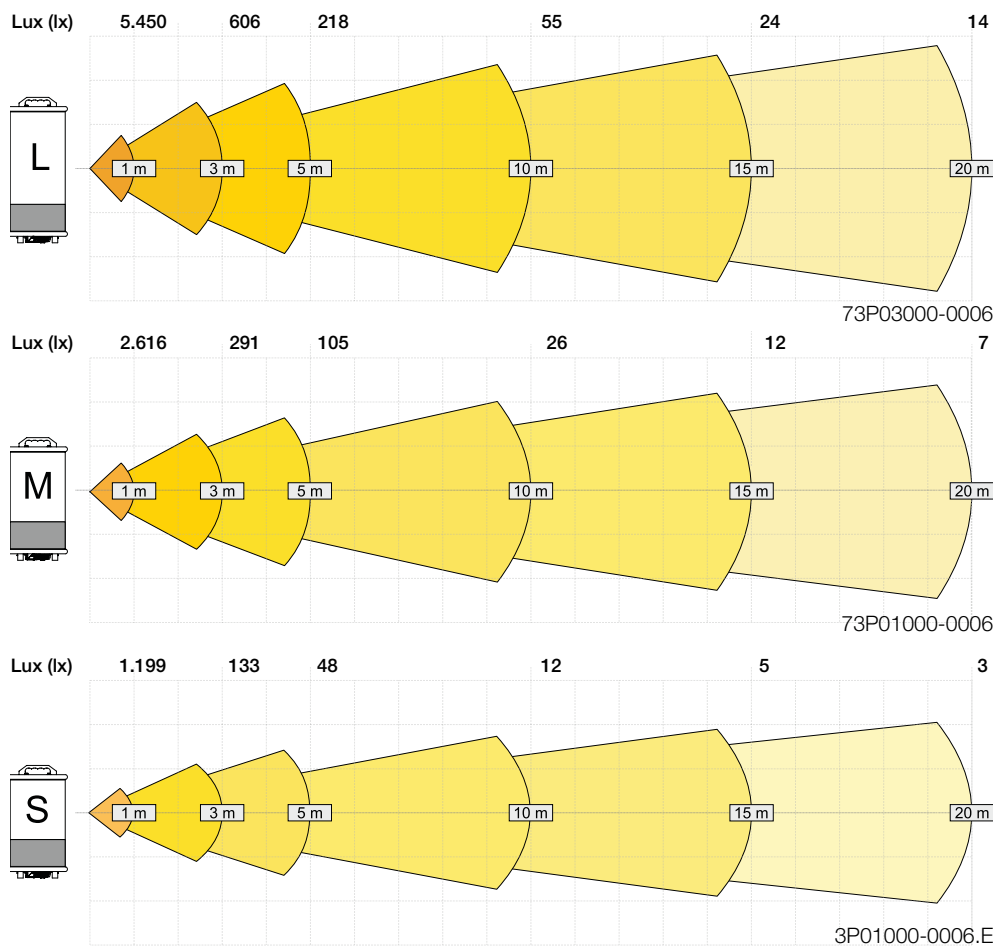 Lux (lx) 5.450 606 218 55 24 14
L 1 m 3 m 5 m 10 m 15 m 20 m
73P03000-0006
Lux (lx) 2.616 291 105 26 12 7
M 1 m 3 m 5 m 10 m 15 m 20 m
73P01000-0006
Lux (lx) 1.199 133 48 12 5 3
S 1 m 3 m 5 m 10 m 15 m 20 m
3P01000-0006.E